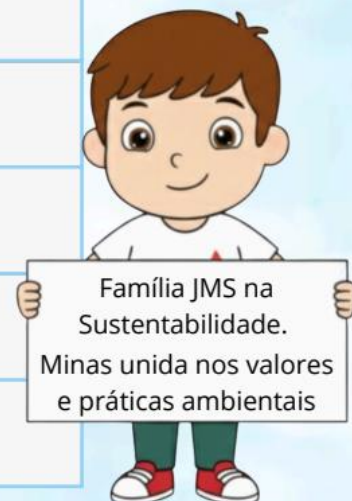 Família JMS na
Sustentabilidade.
Minas unida nos valores
e práticas ambientais